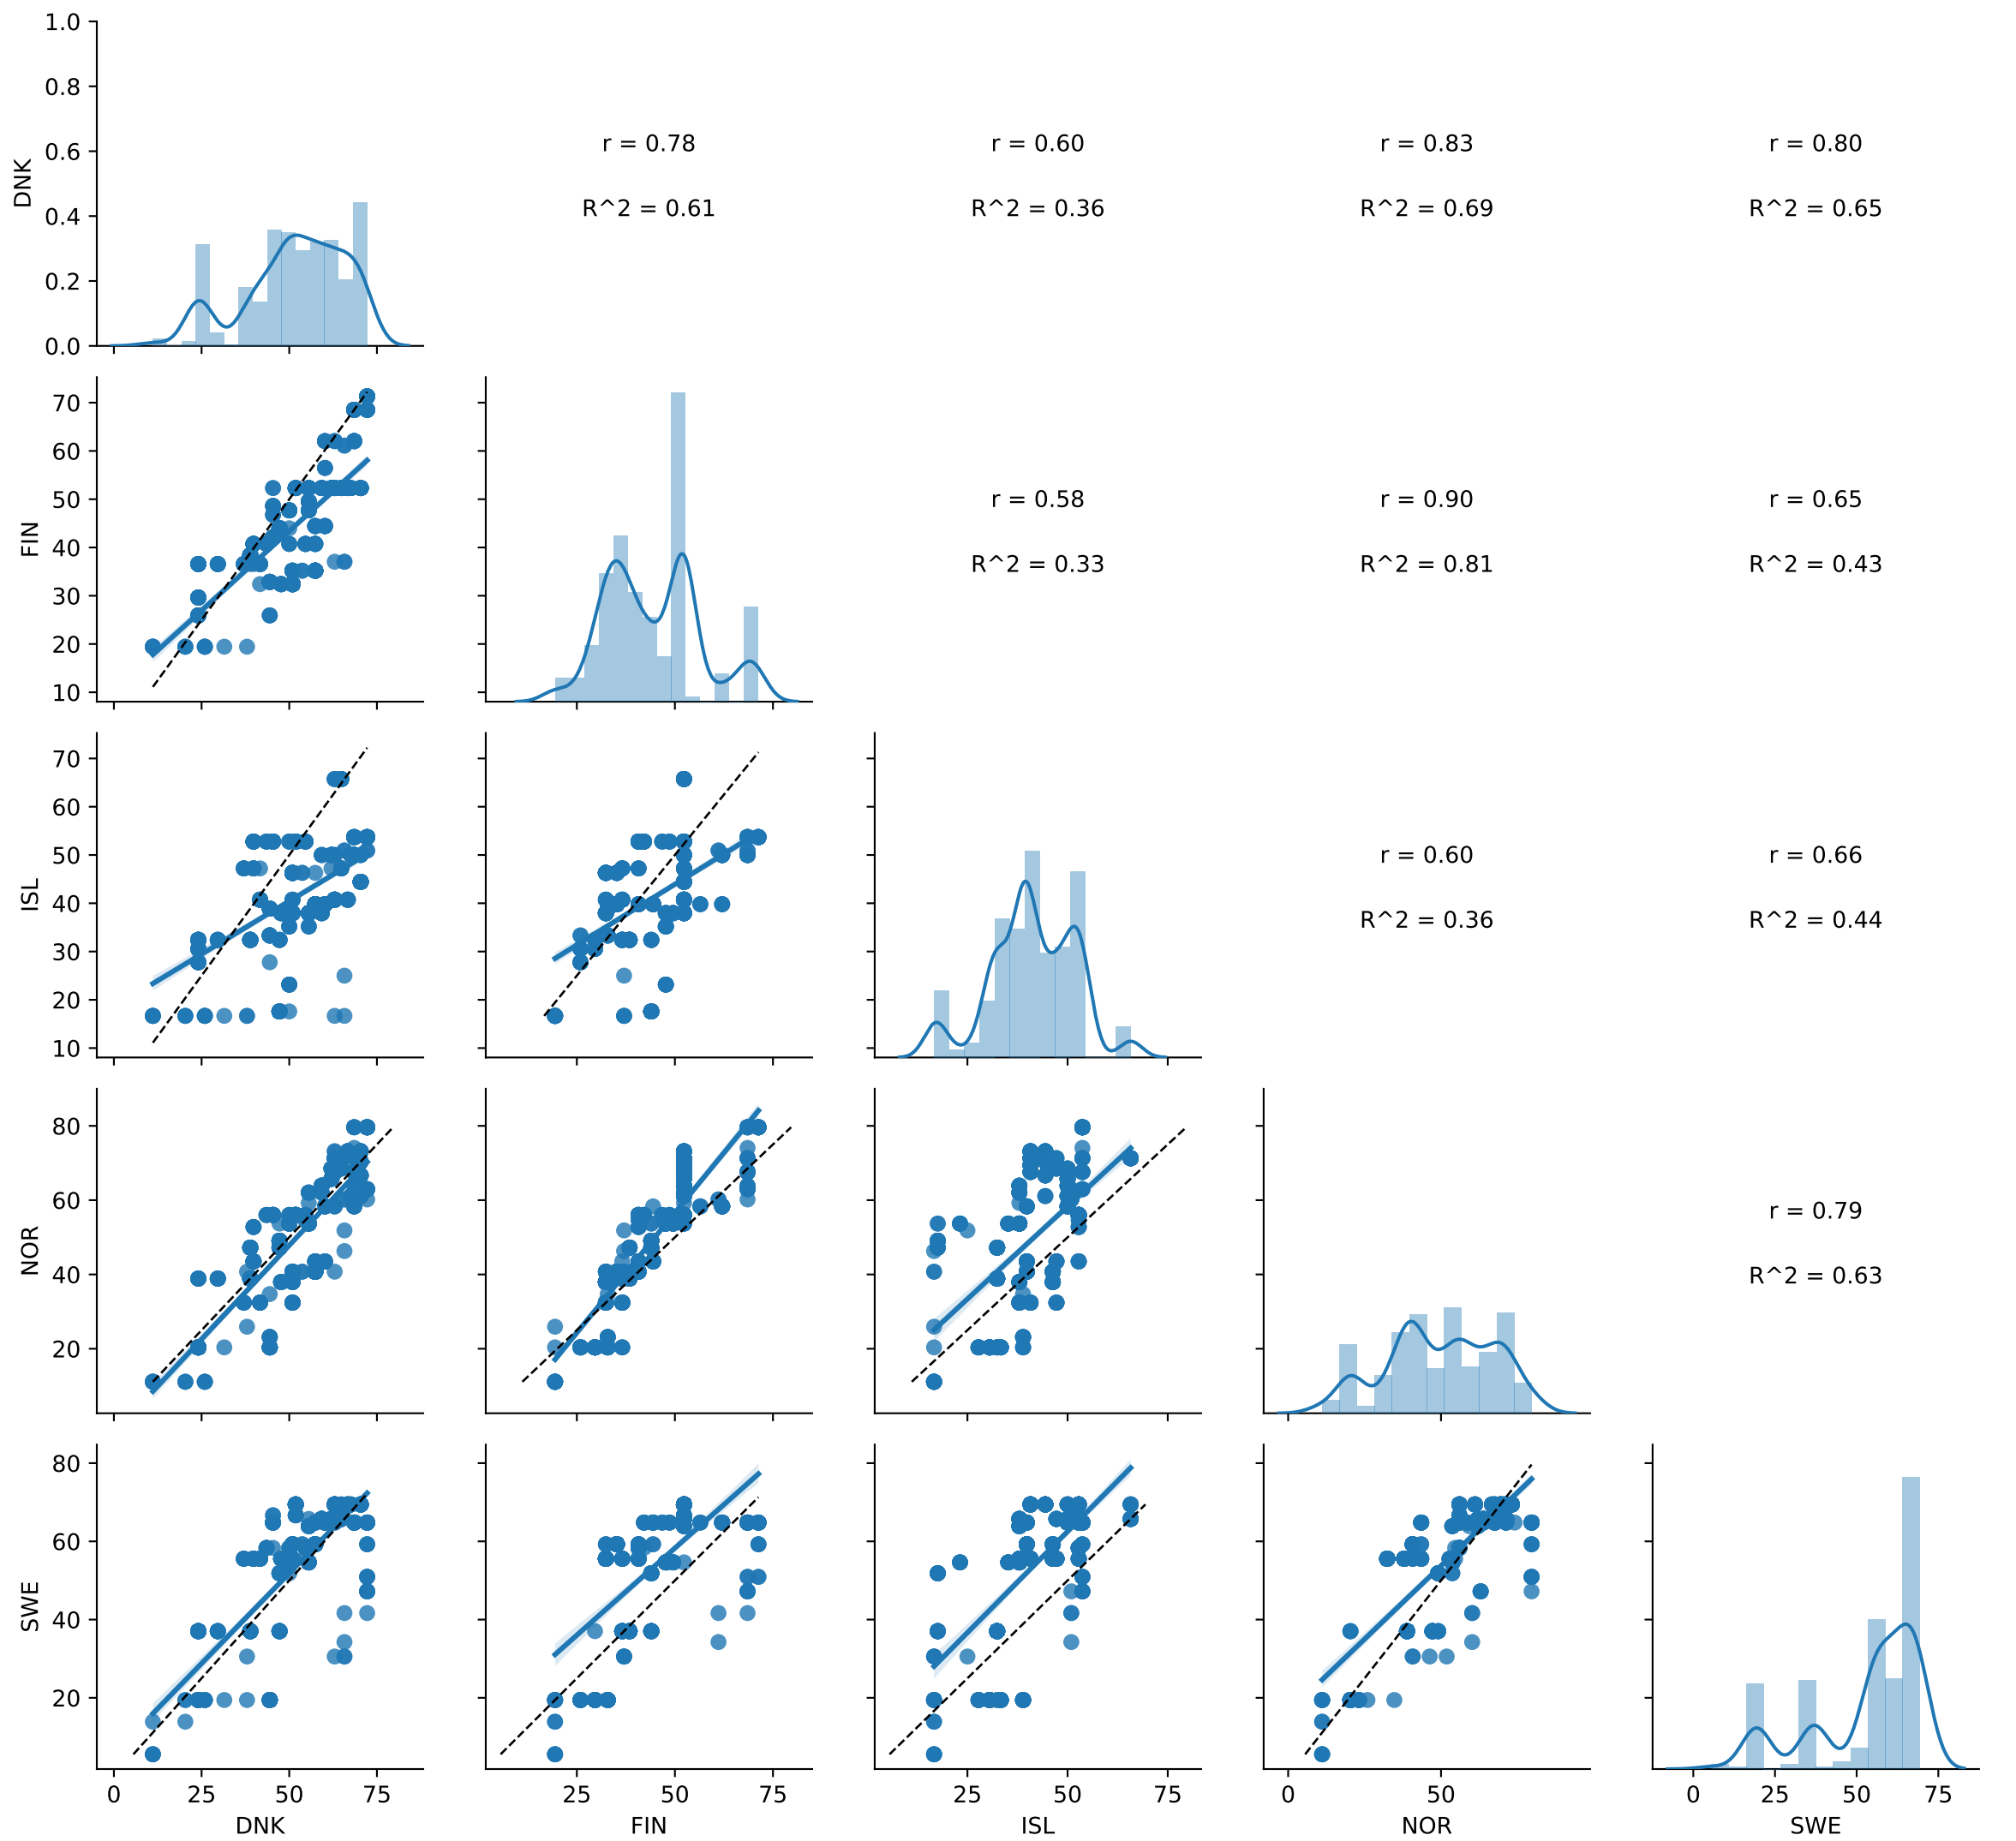 1.0
0.8
0.6
0.4
0.2
0.0
DNK
r = 0.78
R^2 = 0.61
r = 0.60
R^2 = 0.36
r = 0.83
R^2 = 0.69
r = 0.80
R^2 = 0.65
70
60
50
40
30
20
10
FIN
r = 0.58
R^2 = 0.33
r = 0.90
R^2 = 0.81
r = 0.65
R^2 = 0.43
70
60
50
40
30
20
10
ISL
r = 0.60
R^2 = 0.36
r = 0.66
R^2 = 0.44
80
60
40
20
NOR
r = 0.79
R^2 = 0.63
80
60
40
20
SWE
0 25 50 75
DNK
25 50 75
FIN
25 50 75
ISL
0 50
NOR
0 25 50 75
SWE